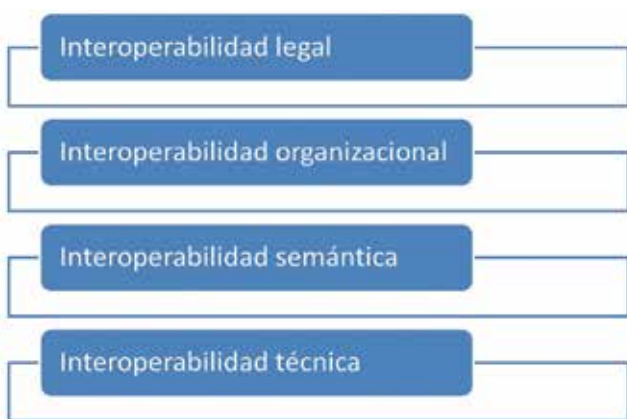 Interoperabilidad legal
Interoperabilidad organizacional
Interoperabilidad semántica
Interoperabilidad técnica